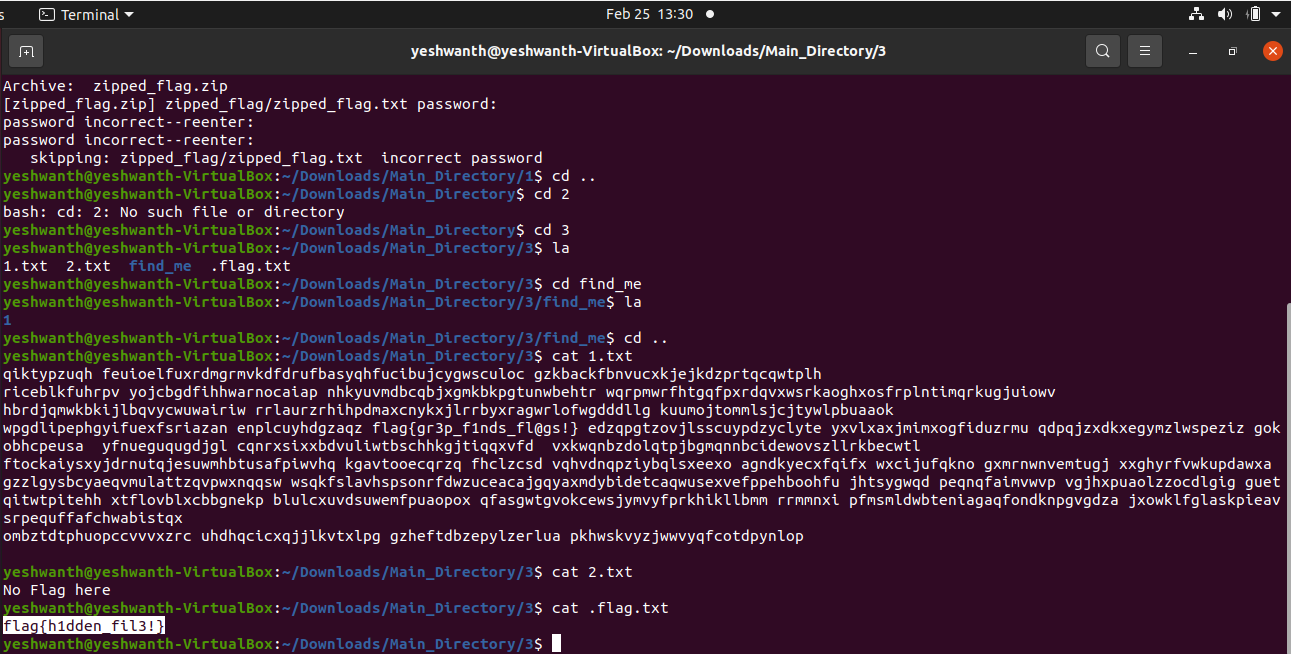 s Terminal Feb 25 13:30
yeshwanth@yeshwanth-VirtualBox: ~/Downloads/Main_Directory/3
Archive:  zipped_flag.zip
[zipped_flag.zip] zipped_flag/zipped_flag.txt password:
password incorrect--reenter:
password incorrect--reenter:
   skipping: zipped_flag/zipped_flag.txt  incorrect password
yeshwanth@yeshwanth-VirtualBox:~/Downloads/Main_Directory/1$ cd ..
yeshwanth@yeshwanth-VirtualBox:~/Downloads/Main_Directory$ cd 2
bash: cd: 2: No such file or directory
yeshwanth@yeshwanth-VirtualBox:~/Downloads/Main_Directory$ cd 3
yeshwanth@yeshwanth-VirtualBox:~/Downloads/Main_Directory/3$ la
1.txt  2.txt  find_me  .flag.txt
yeshwanth@yeshwanth-VirtualBox:~/Downloads/Main_Directory/3$ cd find_me
yeshwanth@yeshwanth-VirtualBox:~/Downloads/Main_Directory/3/find_me$ la
1
yeshwanth@yeshwanth-VirtualBox:~/Downloads/Main_Directory/3/find_me$ cd ..
yeshwanth@yeshwanth-VirtualBox:~/Downloads/Main_Directory/3$ cat 1.txt
qiktypzuqh feuioelfuxrdmgrmvkdfdrufbasyqhfucibujcygwsculoc gzkbackfbnvucxkjejkdzprtqcqwtplh
riceblkfuhrpv yojcbgdfihhwarnocaiap nhkyuvmdbcqbjxgmkbkpgtunwbehtr wqrpmwrfhtgqfpxrdqvxwsrkaoghxosfrplntimqrkugjuiowv
hbrdjqmwkbkijlbqvycwuwairiw rrlaurzrhihpdmaxcnykxjlrrbyxragwrlofwgdddllg kuumojtommlsjcjtywlpbuaaok
wpgdlipephgyifuexfsriazan enplcuyhdgzaqz flag{gr3p_f1nds_fl@gs!} edzqpgtzovjlsscuypdzyclyte yxvlxaxjmimxogfiduzrmu qdpqjzxdkxegymzlwspeziz gok
obhcpeusa  yfnueguqugdjgl cqnrxsixxbdvuliwtbschhkgjtiqqxvfd  vxkwqnbzdolqtpjbgmqnnbcidewovszllrkbecwtl
ftockaiysxyjdrnutqjesuwmhbtusafpiwvhq kgavtooecqrzq fhclzcsd vqhvdnqpziybqlsxeexo agndkyecxfqifx wxcijufqkno gxmrnwnvemtugj xxghyrfvwkupdawxa
gzzlgysbcyaeqvmulattzqvpwxnqqsw wsqkfslavhspsonrfdwzuceacajgqyaxmdybidetcaqwusexvefppehboohfu jhtsygwqd peqnqfaimvwvp vgjhxpuaolzzocdlgig guet
qitwtpitehh xtflovblxcbbgnekp blulcxuvdsuwemfpuaopox qfasgwtgvokcewsjymvyfprkhikllbmm rrmmnxi pfmsmldwbteniagaqfondknpgvgdza jxowklfglaskpieav
srpequffafchwabistqx
ombztdtphuopccvvvxzrc uhdhqcicxqjjlkvtxlpg gzheftdbzepylzerlua pkhwskvyzjwwvyqfcotdpynlop
yeshwanth@yeshwanth-VirtualBox:~/Downloads/Main_Directory/3$ cat 2.txt
No Flag here
yeshwanth@yeshwanth-VirtualBox:~/Downloads/Main_Directory/3$ cat .flag.txt
flag{h1dden_fil3!}
yeshwanth@yeshwanth-VirtualBox:~/Downloads/Main_Directory/3$